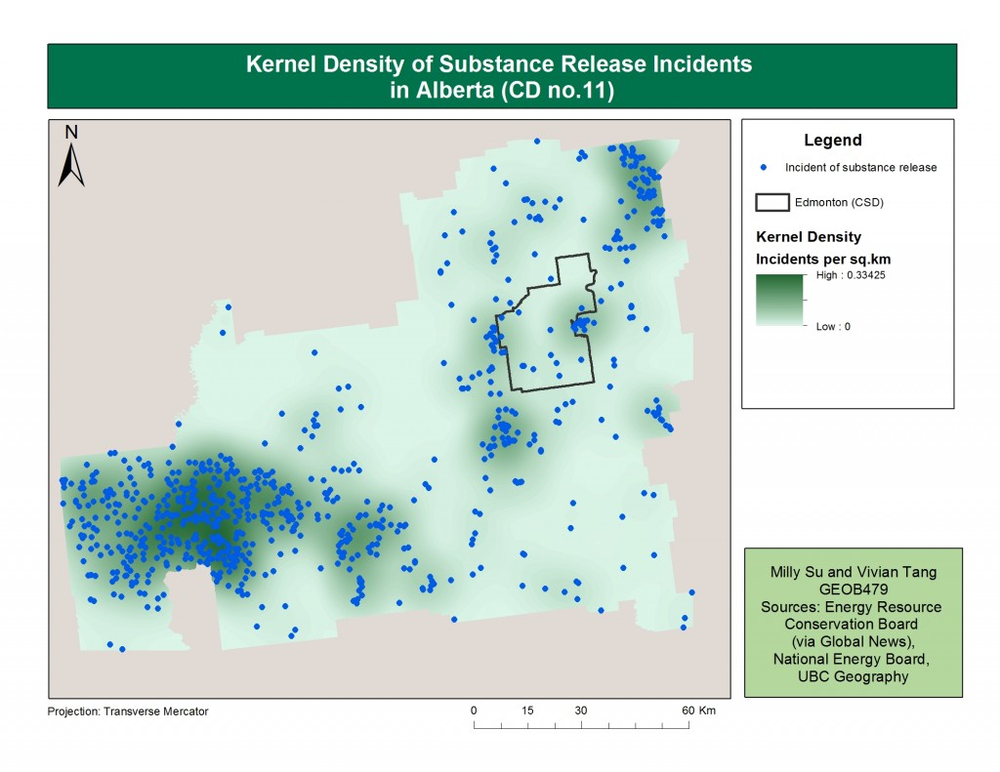 Kernel Density of Substance Release Incidents
in Alberta (CD no.11)
N
Legend
Incident of substance release
Edmonton (CSD)
Kernel Density
Incidents per sq.km
High : 0.33425
Low : 0
Milly Su and Vivian Tang
GEOB479
Sources: Energy Resource
Conservation Board
(via Global News),
National Energy Board,
UBC Geography
Projection: Transverse Mercator
0 15 30 60 Km